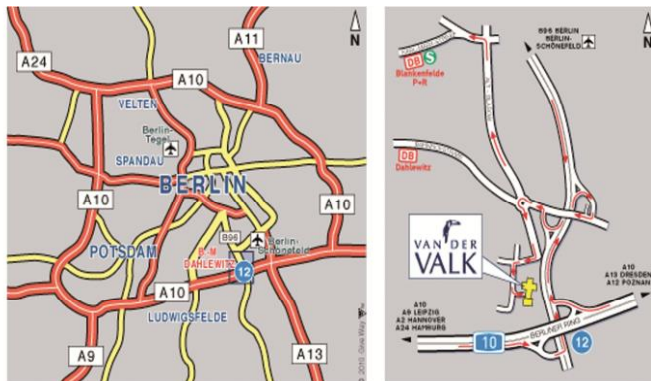 N
A24
A11
BERNAU
A10
A10
VELTEN
Berlin-
Tegel
SPANDAU
BERLIN
A10
A10
B96
Berlin-
Schönefeld
POTSDAM
B-M
DAHLEWITZ
12
A10
LUDWIGSFELDE
A9
A13
N
B96 BERLIN
BERLIN-
SCHÖNEFELD
DB S
Blankenfelde
P+R
DB
Dahlewitz
VAN DER
VALK
A10
A13 DRESDEN
A12 POZNAN
A10
A9 LEIPZIG
A2 HANNOVER
A24 HAMBURG
10
BERLINER RING
12